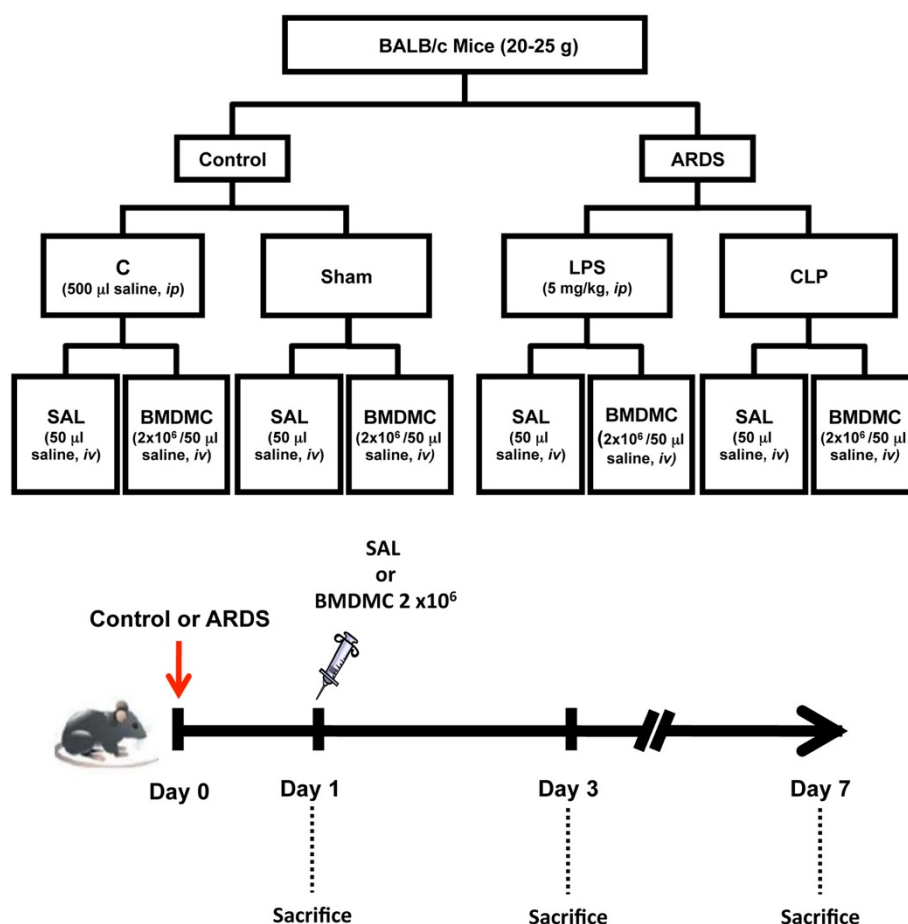 BALB/c Mice (20-25 g)
Control
ARDS
C
(500 μl saline, ip)
Sham
LPS
(5 mg/kg, ip)
CLP
SAL
(50 μl
saline, iv)
BMDMC
(2x10⁶/50 μl
saline, iv)
SAL
(50 μl
saline, iv)
BMDMC
(2x10⁶/50 μl
saline, iv)
SAL
(50 μl
saline, iv)
BMDMC
(2x10⁶/50 μl
saline, iv)
SAL
(50 μl
saline, iv)
BMDMC
(2x10⁶/50 μl
saline, iv)
SAL
or
BMDMC 2 x10⁶
Control or ARDS
Day 0
Day 1
Day 3
Day 7
Sacrifice
Sacrifice
Sacrifice